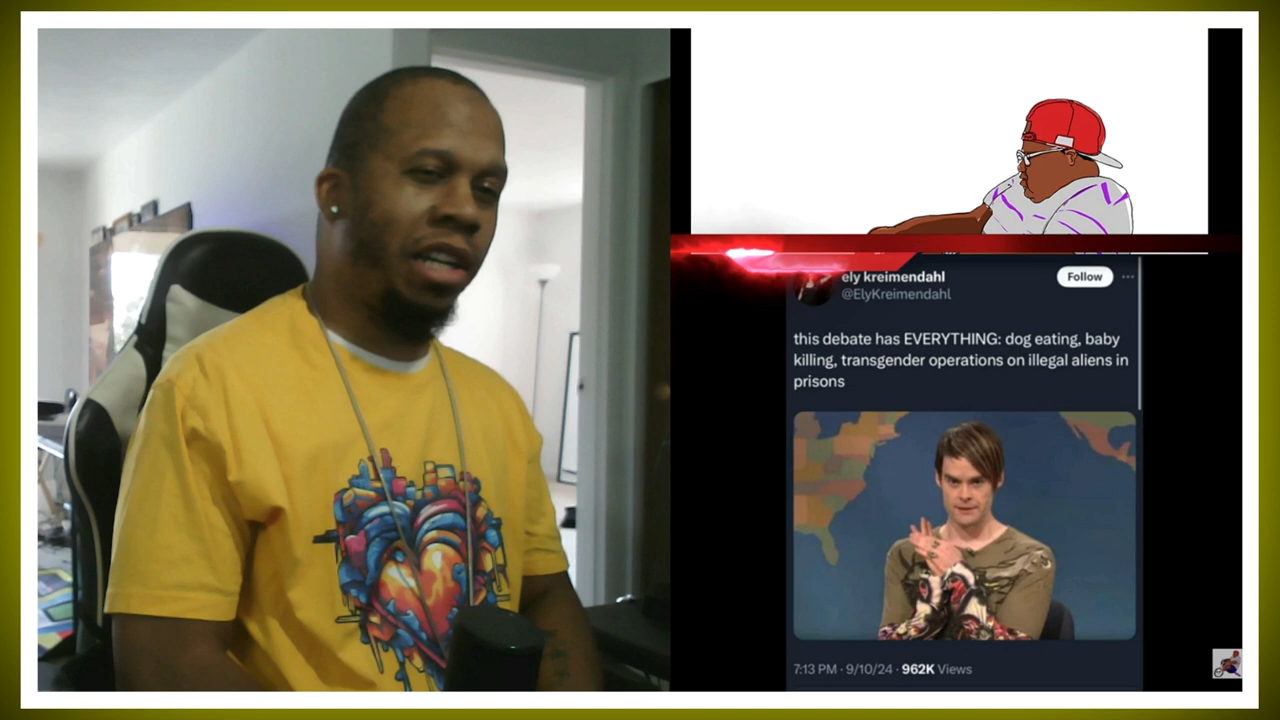 ely kreimendahl
Follow
@ElyKreimendahl
this debate has EVERYTHING: dog eating, baby
killing, transgender operations on illegal aliens in
prisons
7:13 PM · 9/10/24 · 962K Views